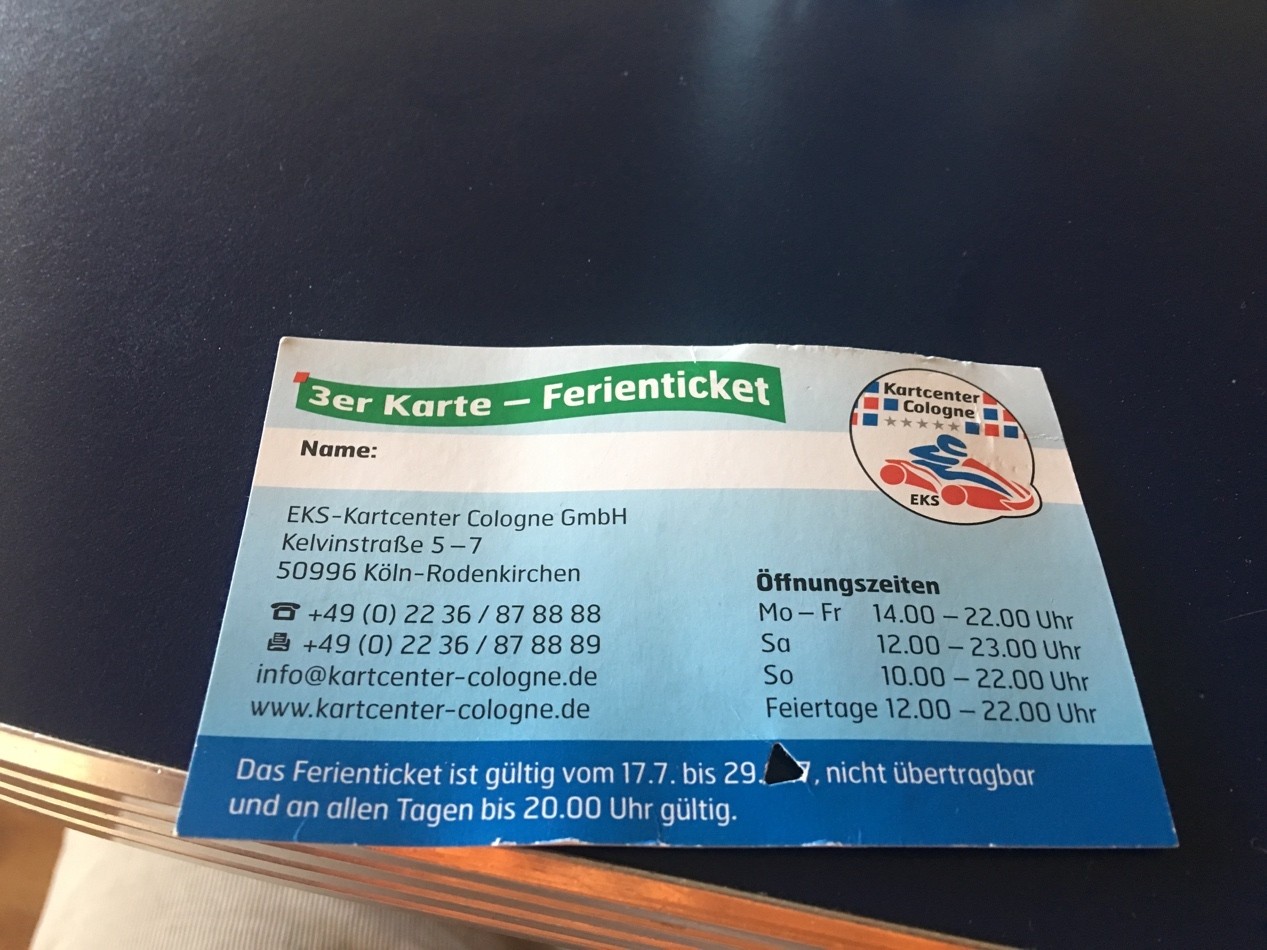 3er Karte – Ferienticket
Kartcenter
Cologne
EKS
Name:
EKS-Kartcenter Cologne GmbH
Kelvinstraße 5–7
50996 Köln-Rodenkirchen
+49 (0) 22 36 / 87 88 88
+49 (0) 22 36 / 87 88 89
info@kartcenter-cologne.de
www.kartcenter-cologne.de
Öffnungszeiten
Mo – Fr 14.00 – 22.00 Uhr
Sa 12.00 – 23.00 Uhr
So 10.00 – 22.00 Uhr
Feiertage 12.00 – 22.00 Uhr
Das Ferienticket ist gültig vom 17.7. bis 29. 7, nicht übertragbar
und an allen Tagen bis 20.00 Uhr gültig.